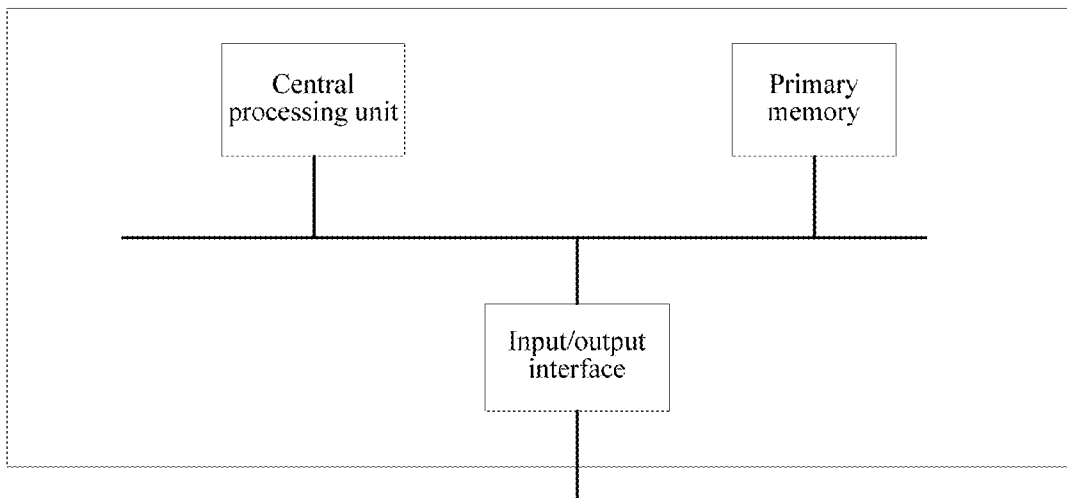 Central
processing unit
Primary
memory
Input/output
interface